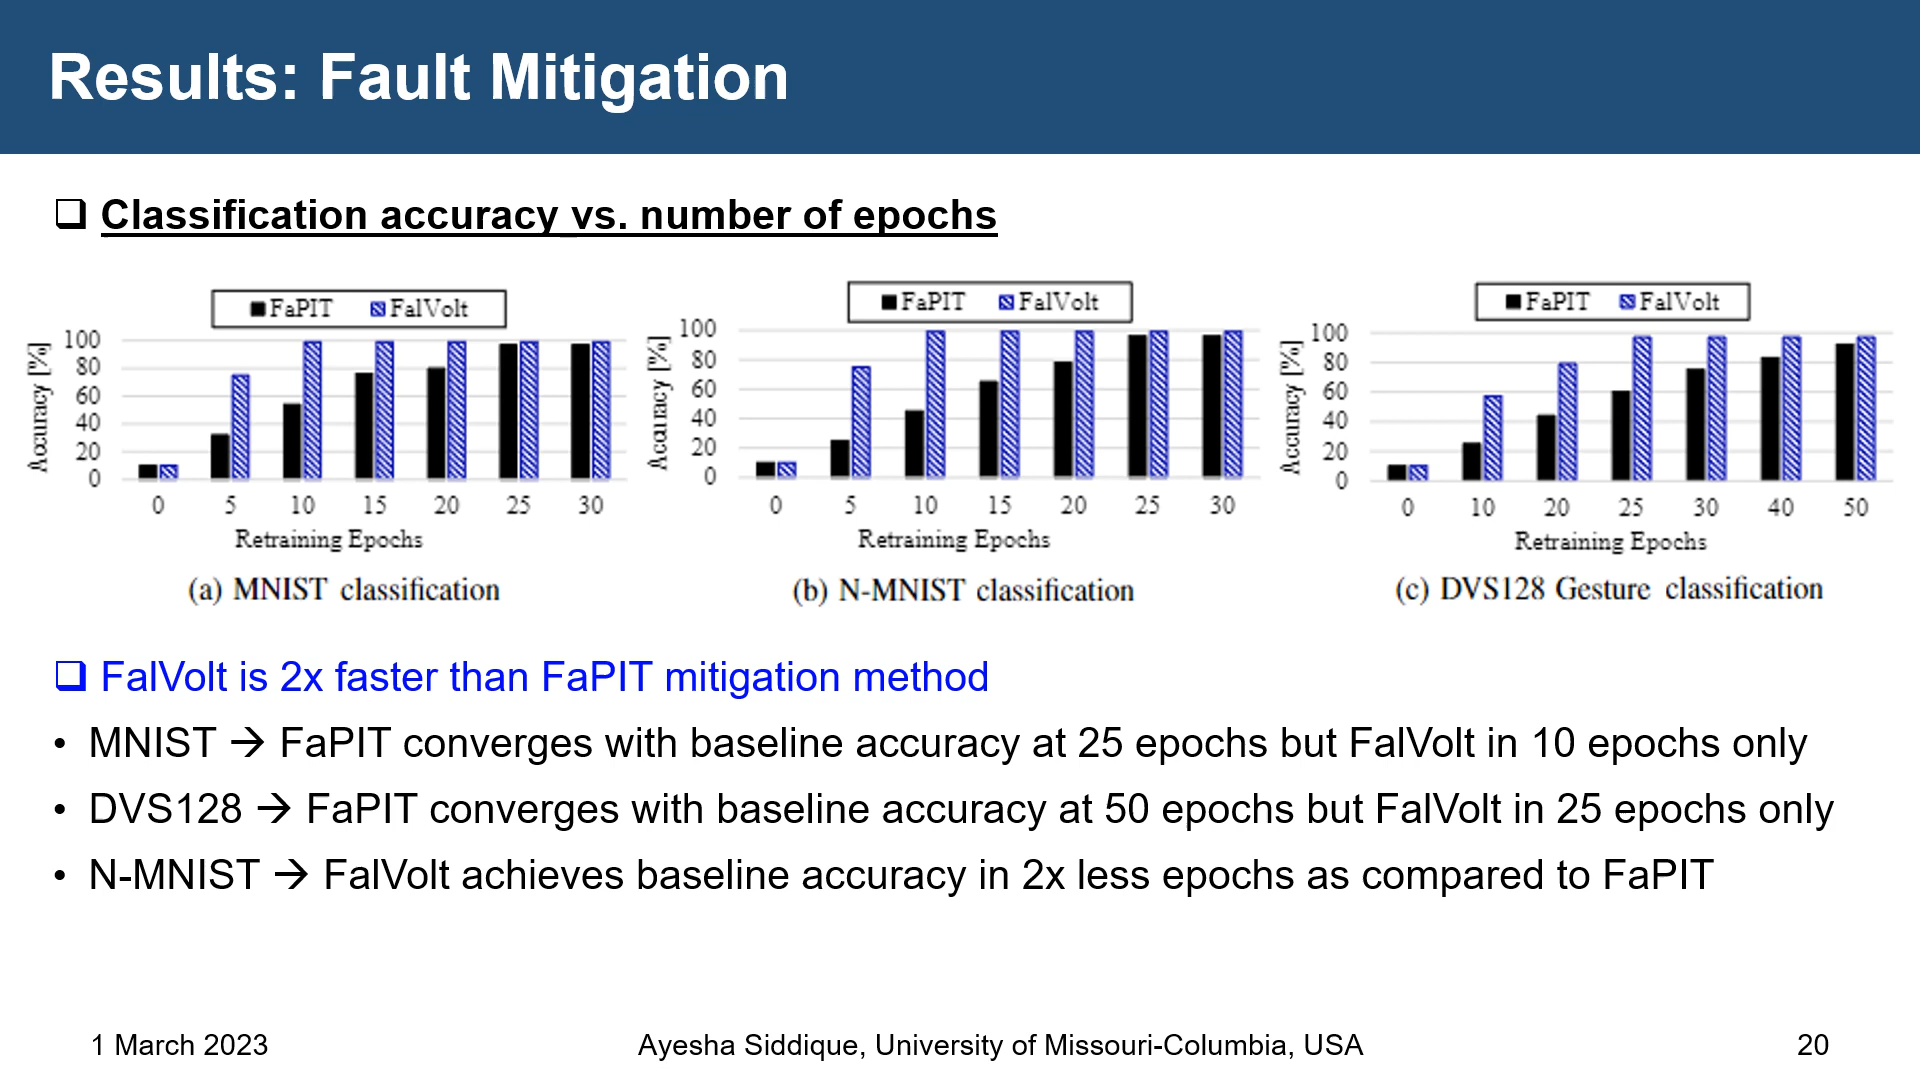 Results: Fault Mitigation
❑ Classification accuracy vs. number of epochs
FaPIT FalVolt
Accuracy [%]
100
80
60
40
20
0
0 5 10 15 20 25 30
Retraining Epochs
(a) MNIST classification
FaPIT FalVolt
Accuracy [%]
100
80
60
40
20
0
0 5 10 15 20 25 30
Retraining Epochs
(b) N-MNIST classification
FaPIT FalVolt
Accuracy [%]
100
80
60
40
20
0
0 10 20 25 30 40 50
Retraining Epochs
(c) DVS128 Gesture classification
❑ FalVolt is 2x faster than FaPIT mitigation method
• MNIST → FaPIT converges with baseline accuracy at 25 epochs but FalVolt in 10 epochs only
• DVS128 → FaPIT converges with baseline accuracy at 50 epochs but FalVolt in 25 epochs only
• N-MNIST → FalVolt achieves baseline accuracy in 2x less epochs as compared to FaPIT
1 March 2023 Ayesha Siddique, University of Missouri-Columbia, USA 20